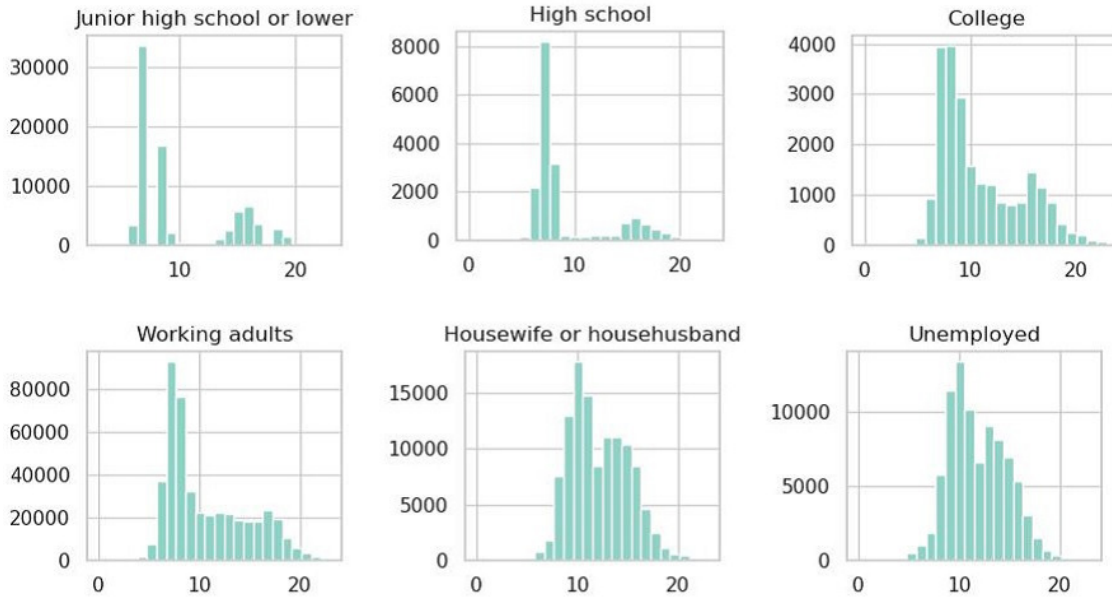 Junior high school or lower
30000
20000
10000
0
10 20
High school
8000
6000
4000
2000
0
0 10 20
College
4000
3000
2000
1000
0
0 10 20
Working adults
80000
60000
40000
20000
0
0 10 20
Housewife or househusband
15000
10000
5000
0
0 10 20
Unemployed
10000
5000
0
0 10 20